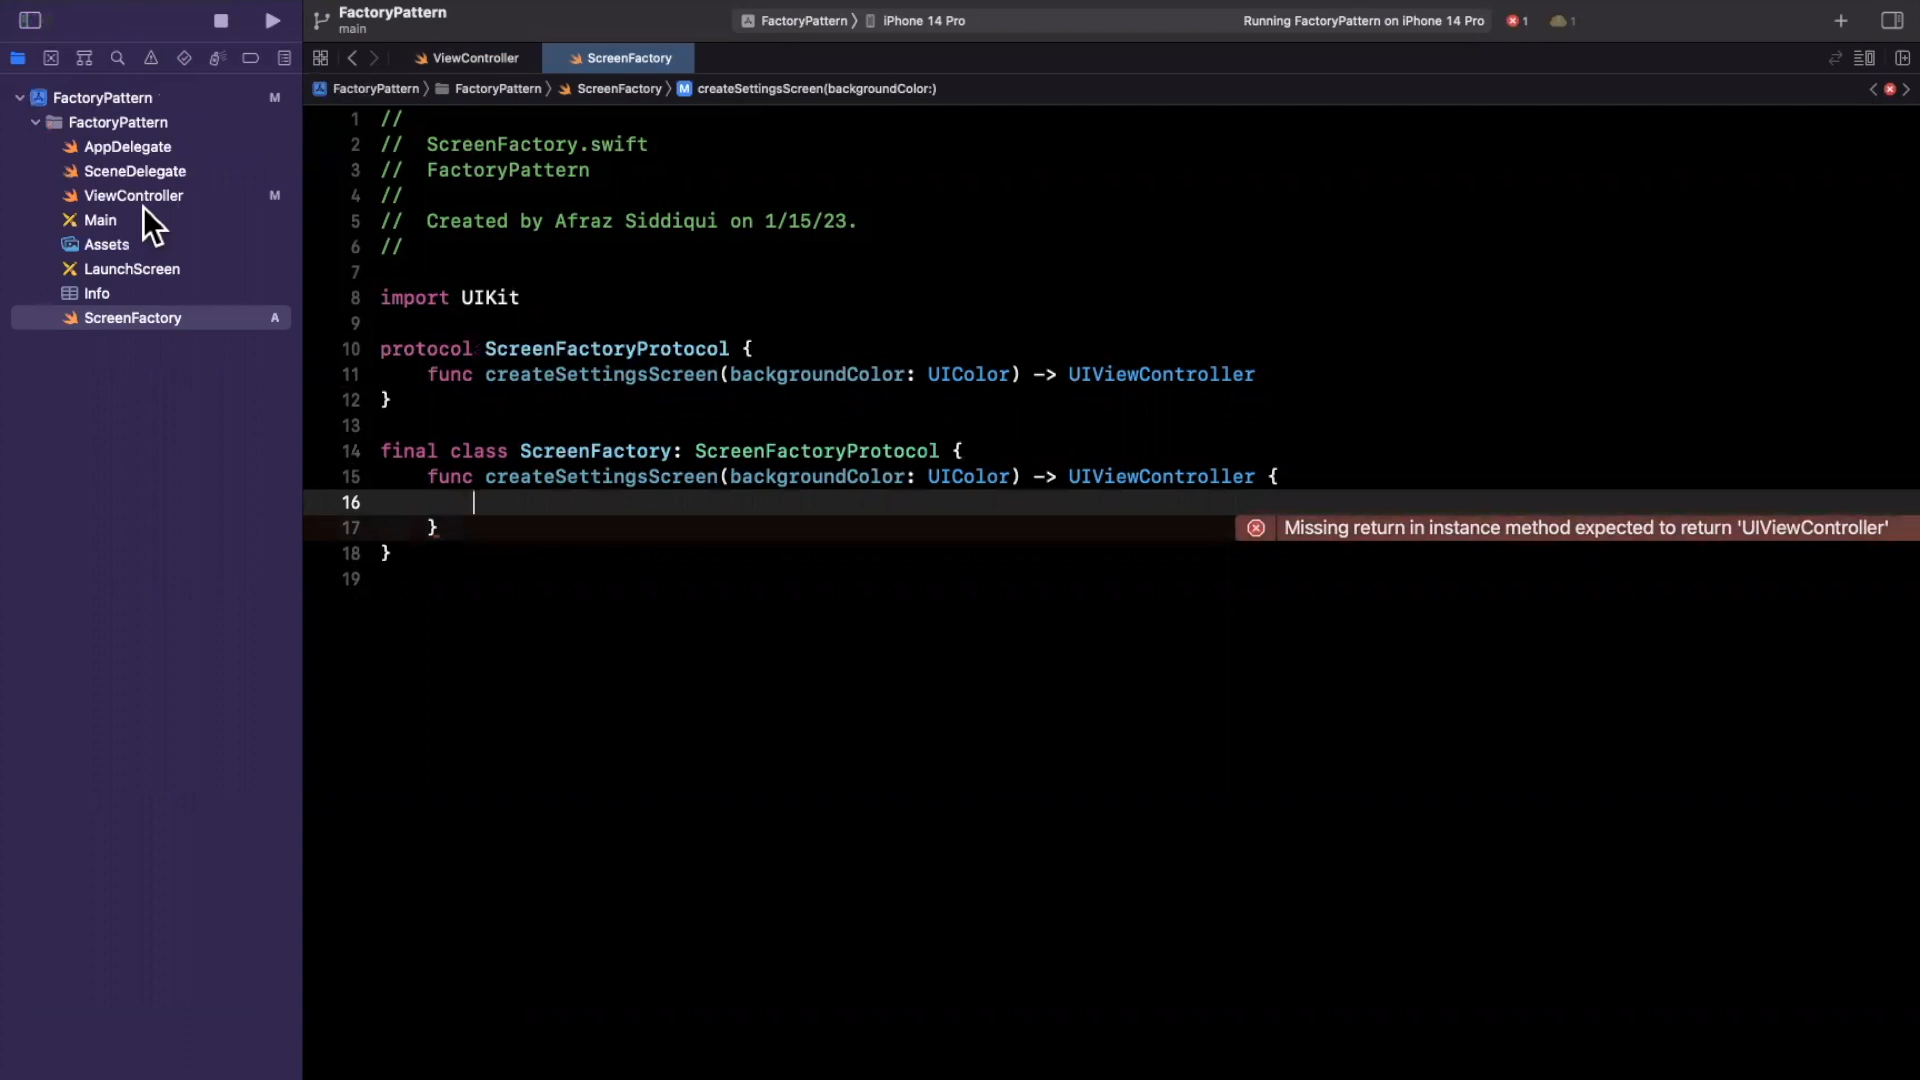 FactoryPattern
main
FactoryPattern
iPhone 14 Pro
Running FactoryPattern on iPhone 14 Pro
1
1
ViewController
ScreenFactory
FactoryPattern
FactoryPattern
ScreenFactory
M
createSettingsScreen(backgroundColor:)
FactoryPattern
M
FactoryPattern
AppDelegate
SceneDelegate
ViewController
M
Main
Assets
LaunchScreen
Info
ScreenFactory
A
1 //
2 //  ScreenFactory.swift
3 //  FactoryPattern
4 //
5 //  Created by Afraz Siddiqui on 1/15/23.
6 //
7
8 import UIKit
9
10 protocol ScreenFactoryProtocol {
11     func createSettingsScreen(backgroundColor: UIColor) -> UIViewController
12 }
13
14 final class ScreenFactory: ScreenFactoryProtocol {
15     func createSettingsScreen(backgroundColor: UIColor) -> UIViewController {
16
17     } Missing return in instance method expected to return 'UIViewController'
18 }
19